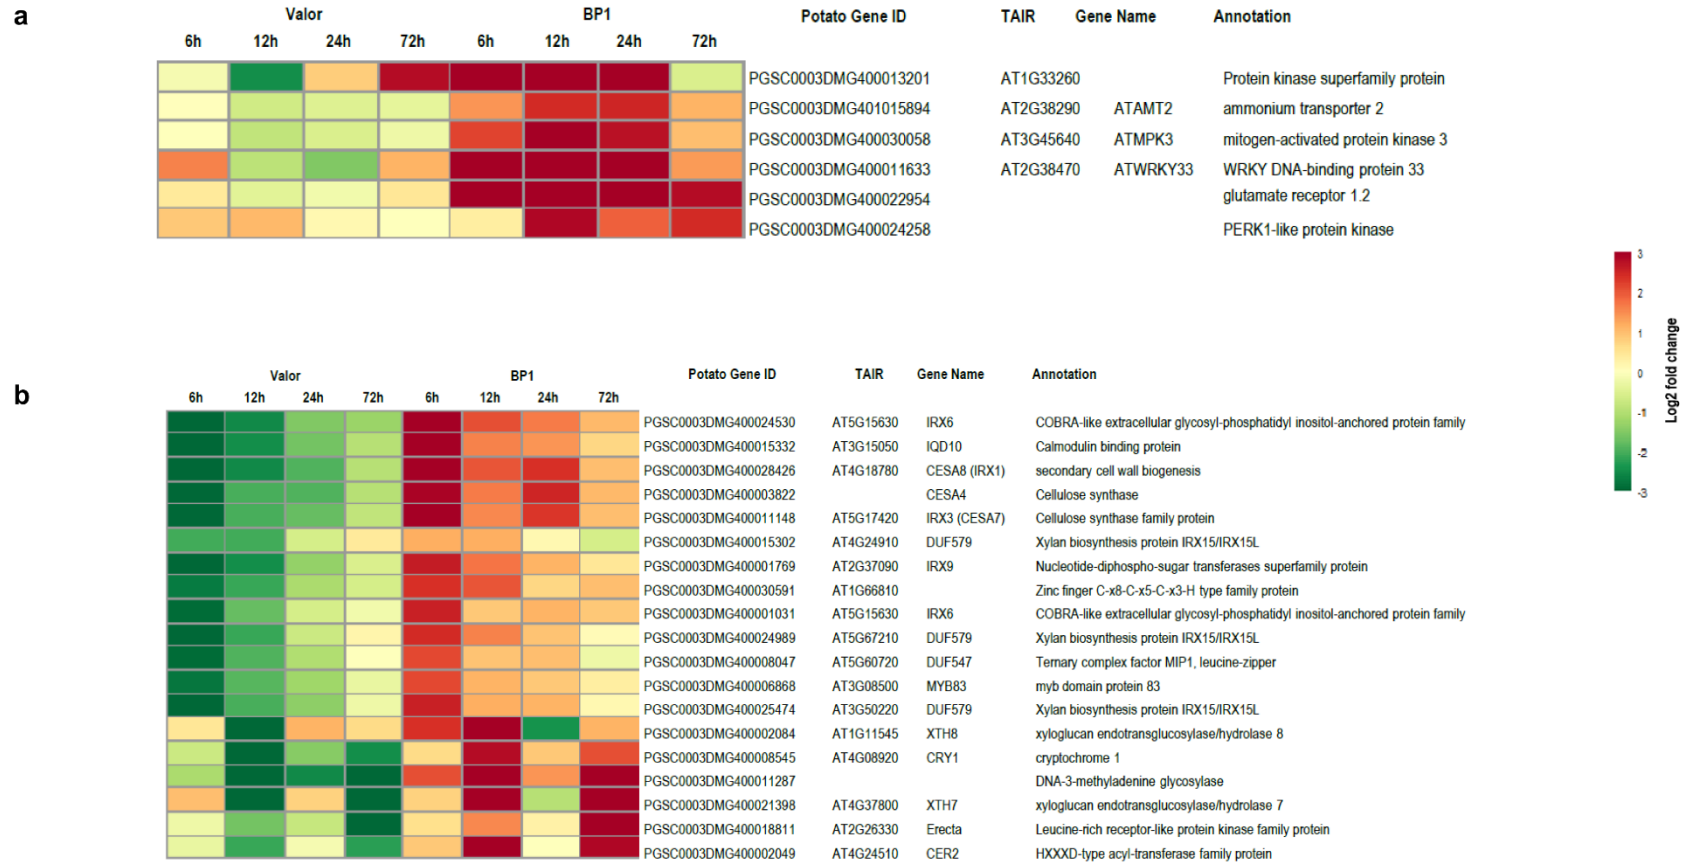 a
Valor BP1 Potato Gene ID TAIR Gene Name Annotation
6h 12h 24h 72h 6h 12h 24h 72h
PGSC0003DMG400013201 AT1G33260 Protein kinase superfamily protein
PGSC0003DMG401015894 AT2G38290 ATAMT2 ammonium transporter 2
PGSC0003DMG400030058 AT3G45640 ATMPK3 mitogen-activated protein kinase 3
PGSC0003DMG400011633 AT2G38470 ATWRKY33 WRKY DNA-binding protein 33
PGSC0003DMG400022954 glutamate receptor 1.2
PGSC0003DMG400024258 PERK1-like protein kinase
3
2
1
0
-1
-2
-3
Log2 fold change
b
Valor BP1 Potato Gene ID TAIR Gene Name Annotation
6h 12h 24h 72h 6h 12h 24h 72h
PGSC0003DMG400024530 AT5G15630 IRX6 COBRA-like extracellular glycosyl-phosphatidyl inositol-anchored protein family
PGSC0003DMG400015332 AT3G15050 IQD10 Calmodulin binding protein
PGSC0003DMG400028426 AT4G18780 CESA8 (IRX1) secondary cell wall biogenesis
PGSC0003DMG400003822 CESA4 Cellulose synthase
PGSC0003DMG400011148 AT5G17420 IRX3 (CESA7) Cellulose synthase family protein
PGSC0003DMG400015302 AT4G24910 DUF579 Xylan biosynthesis protein IRX15/IRX15L
PGSC0003DMG400001769 AT2G37090 IRX9 Nucleotide-diphospho-sugar transferases superfamily protein
PGSC0003DMG400030591 AT1G66810 Zinc finger C-x8-C-x5-C-x3-H type family protein
PGSC0003DMG400001031 AT5G15630 IRX6 COBRA-like extracellular glycosyl-phosphatidyl inositol-anchored protein family
PGSC0003DMG400024989 AT5G67210 DUF579 Xylan biosynthesis protein IRX15/IRX15L
PGSC0003DMG400008047 AT5G60720 DUF547 Ternary complex factor MIP1, leucine-zipper
PGSC0003DMG400006868 AT3G08500 MYB83 myb domain protein 83
PGSC0003DMG400025474 AT3G50220 DUF579 Xylan biosynthesis protein IRX15/IRX15L
PGSC0003DMG400002084 AT1G11545 XTH8 xyloglucan endotransglucosylase/hydrolase 8
PGSC0003DMG400008545 AT4G08920 CRY1 cryptochrome 1
PGSC0003DMG400011287 DNA-3-methyladenine glycosylase
PGSC0003DMG400021398 AT4G37800 XTH7 xyloglucan endotransglucosylase/hydrolase 7
PGSC0003DMG400018811 AT2G26330 Erecta Leucine-rich receptor-like protein kinase family protein
PGSC0003DMG400002049 AT4G24510 CER2 HXXXD-type acyl-transferase family protein